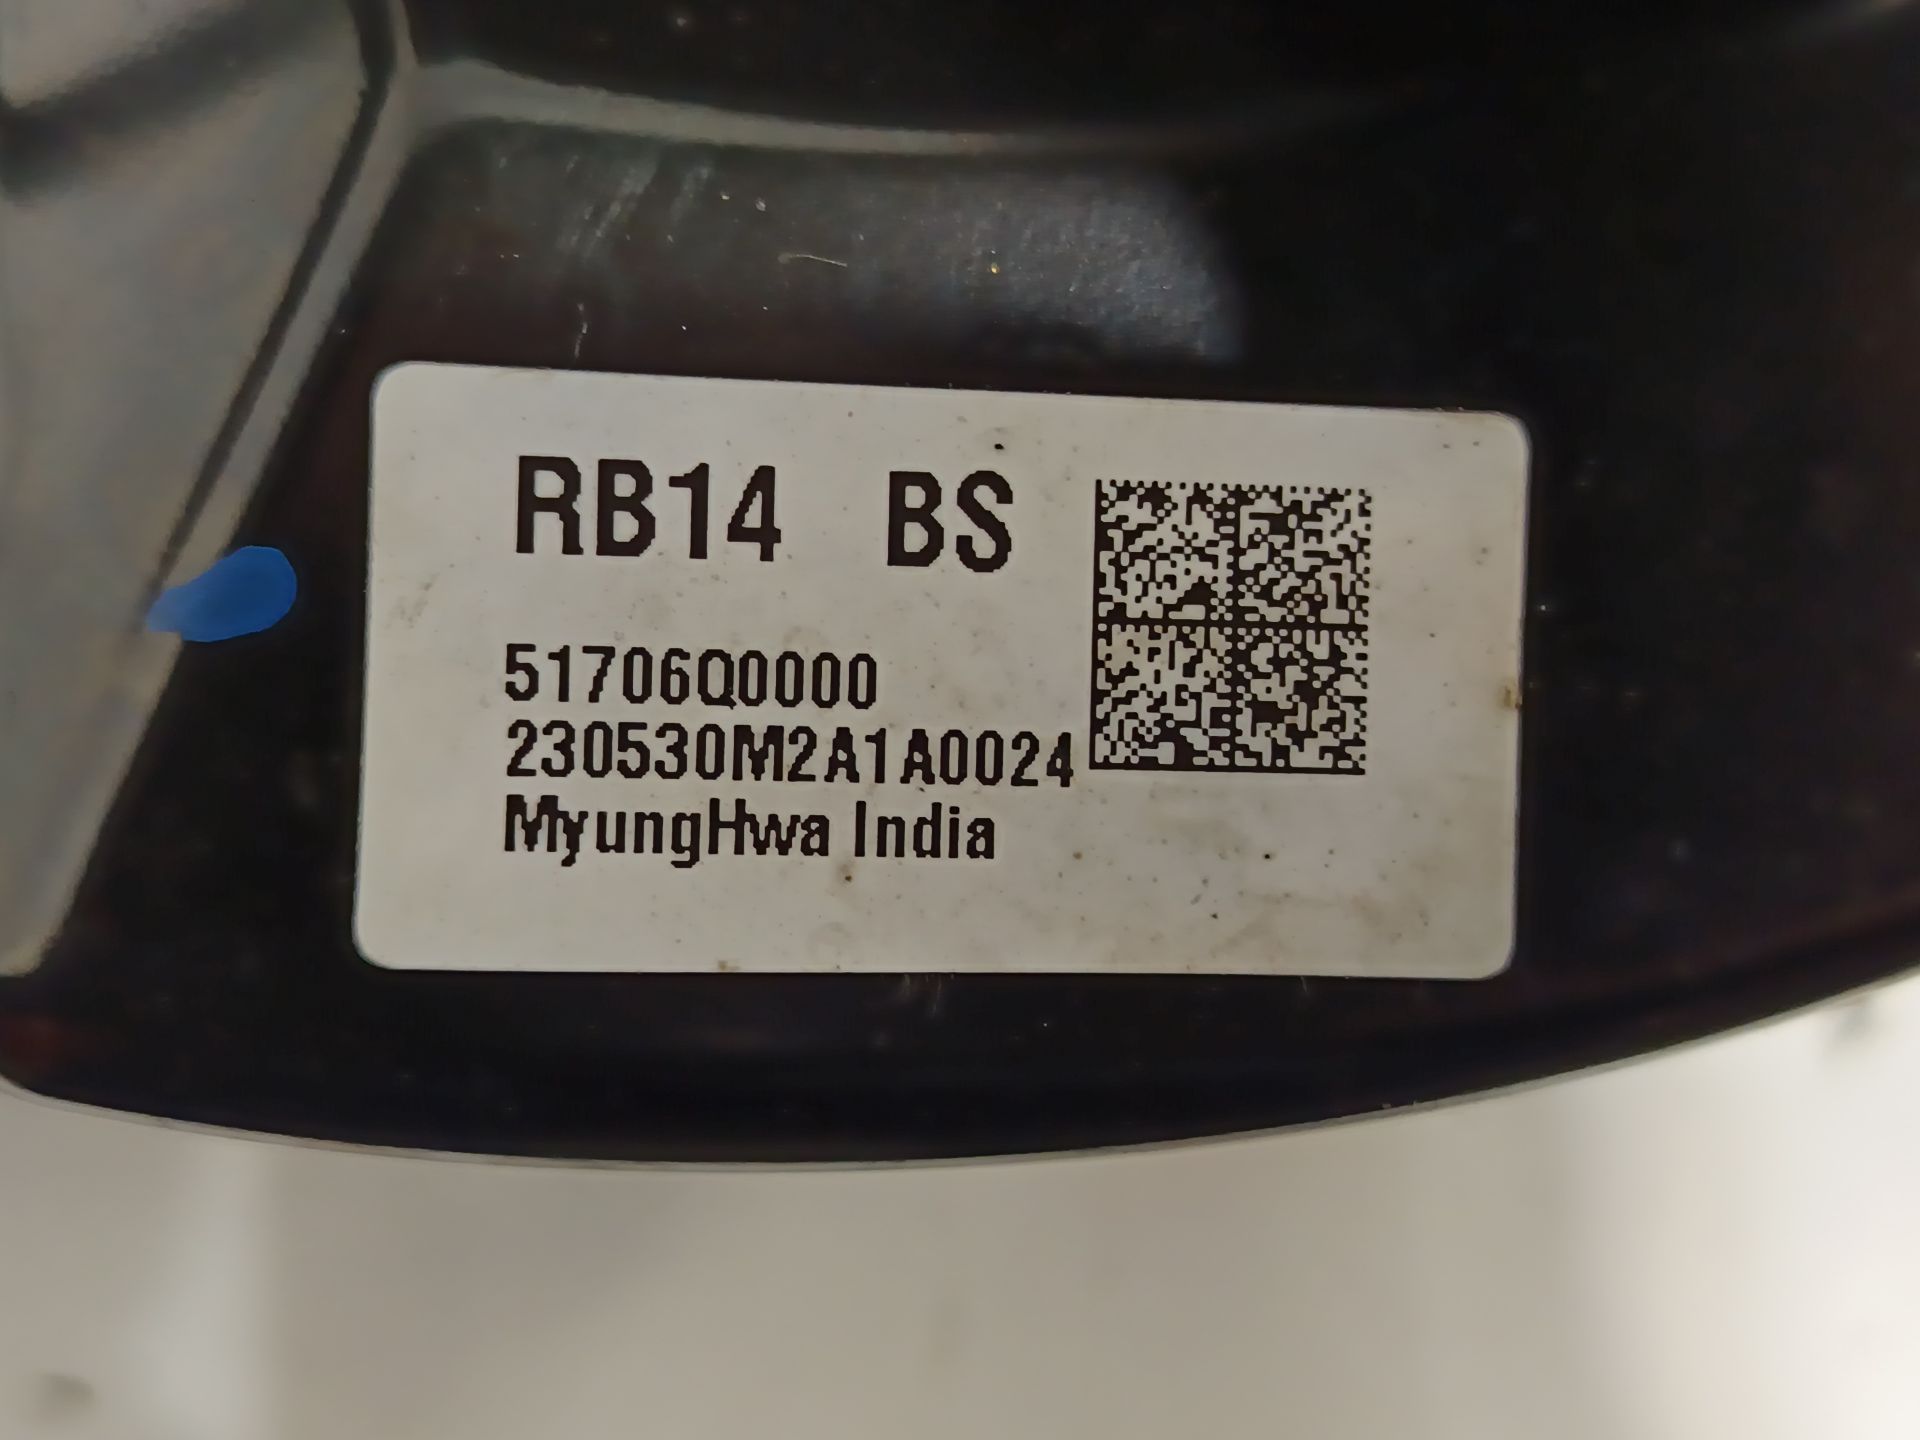 RB14 BS
51706Q0000
230530M2A1A0024
MyungHwa India